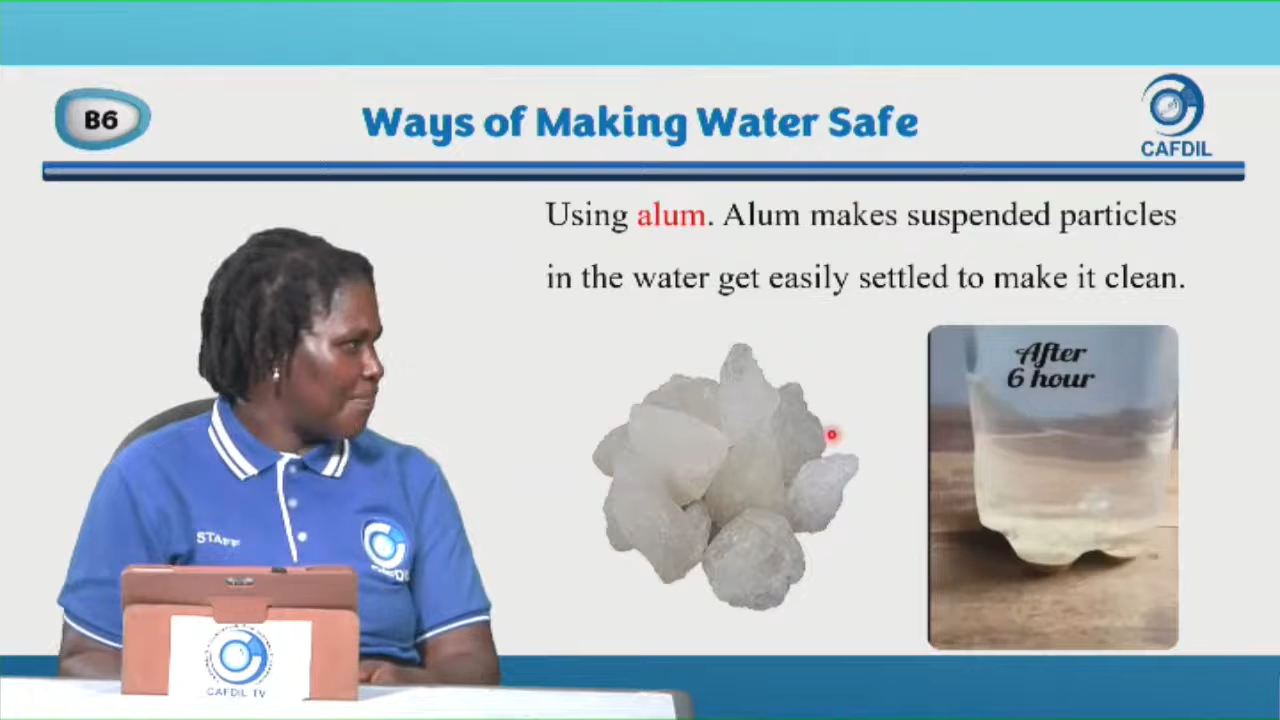 B6
Ways of Making Water Safe
CAFDIL
Using alum. Alum makes suspended particles
in the water get easily settled to make it clean.
After
6 hour
STAFF
CAFDIL TV